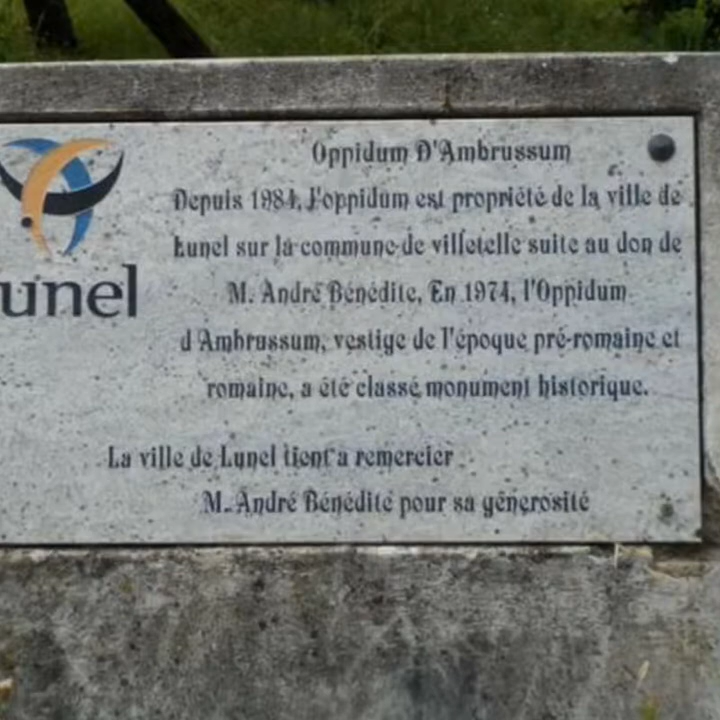 Oppidum D'Ambrussum
Depuis 1984, l'oppidum est propriété de la ville de
Lunel sur la commune de villetelle suite au don de
M. André Bénédite, En 1974, l'Oppidum
d'Ambrussum, vestige de l'époque pré-romaine et
romaine, a été classé monument historique.
unel
La ville de Lunel tient a remercier
M. André Bénédité pour sa générosité